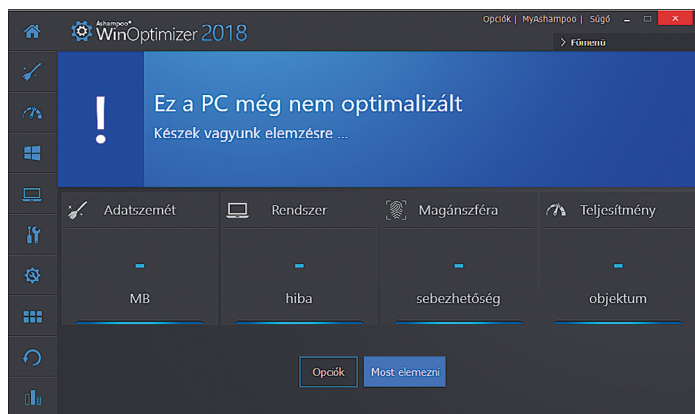 Opciók | MyAshampoo | Súgó
Ashampoo®
WinOptimizer 2018
> Főmenü
!
Ez a PC még nem optimalizált
Készek vagyunk elemzésre ...
Adatszemét
Rendszer
Magánszféra
Teljesítmény
- - - -
MB
hiba
sebezhetőség
objektum
Opciók
Most elemezni